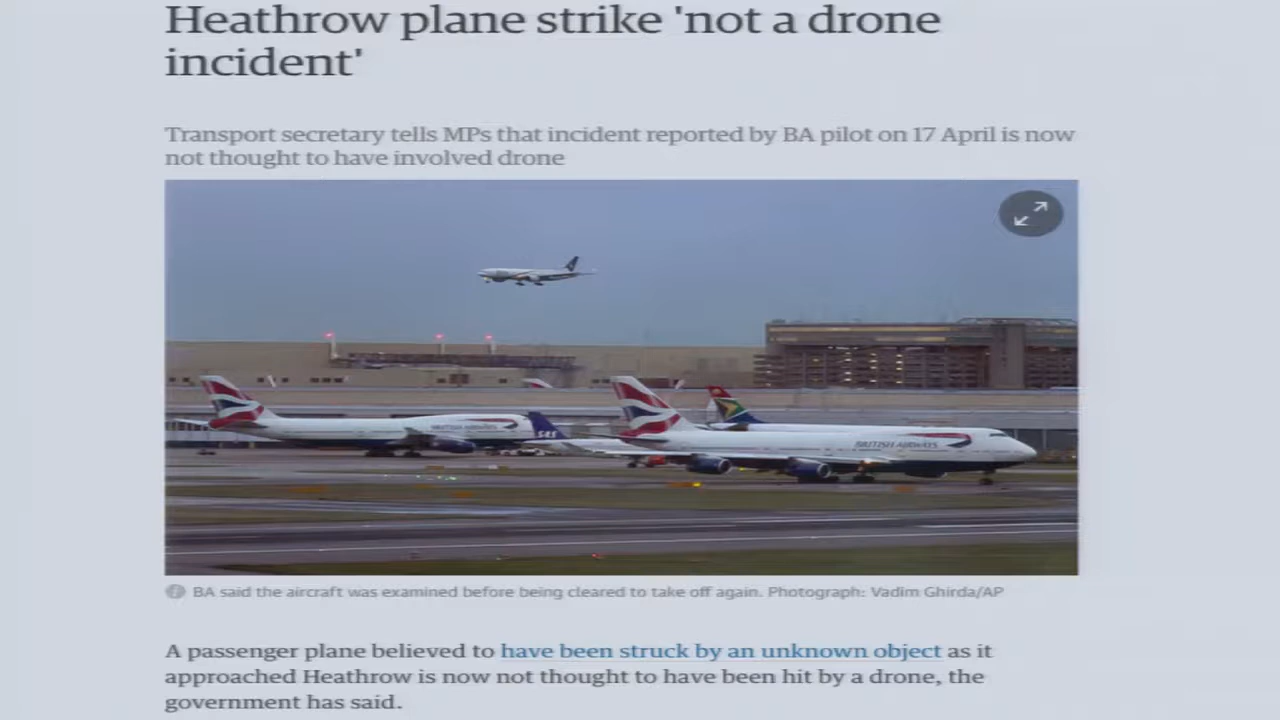 Heathrow plane strike 'not a drone
incident'
Transport secretary tells MPs that incident reported by BA pilot on 17 April is now
not thought to have involved drone
BRITISH AIRWAYS
SAS
BRITISH AIRWAYS
BA said the aircraft was examined before being cleared to take off again. Photograph: Vadim Ghirda/AP
A passenger plane believed to have been struck by an unknown object as it
approached Heathrow is now not thought to have been hit by a drone, the
government has said.